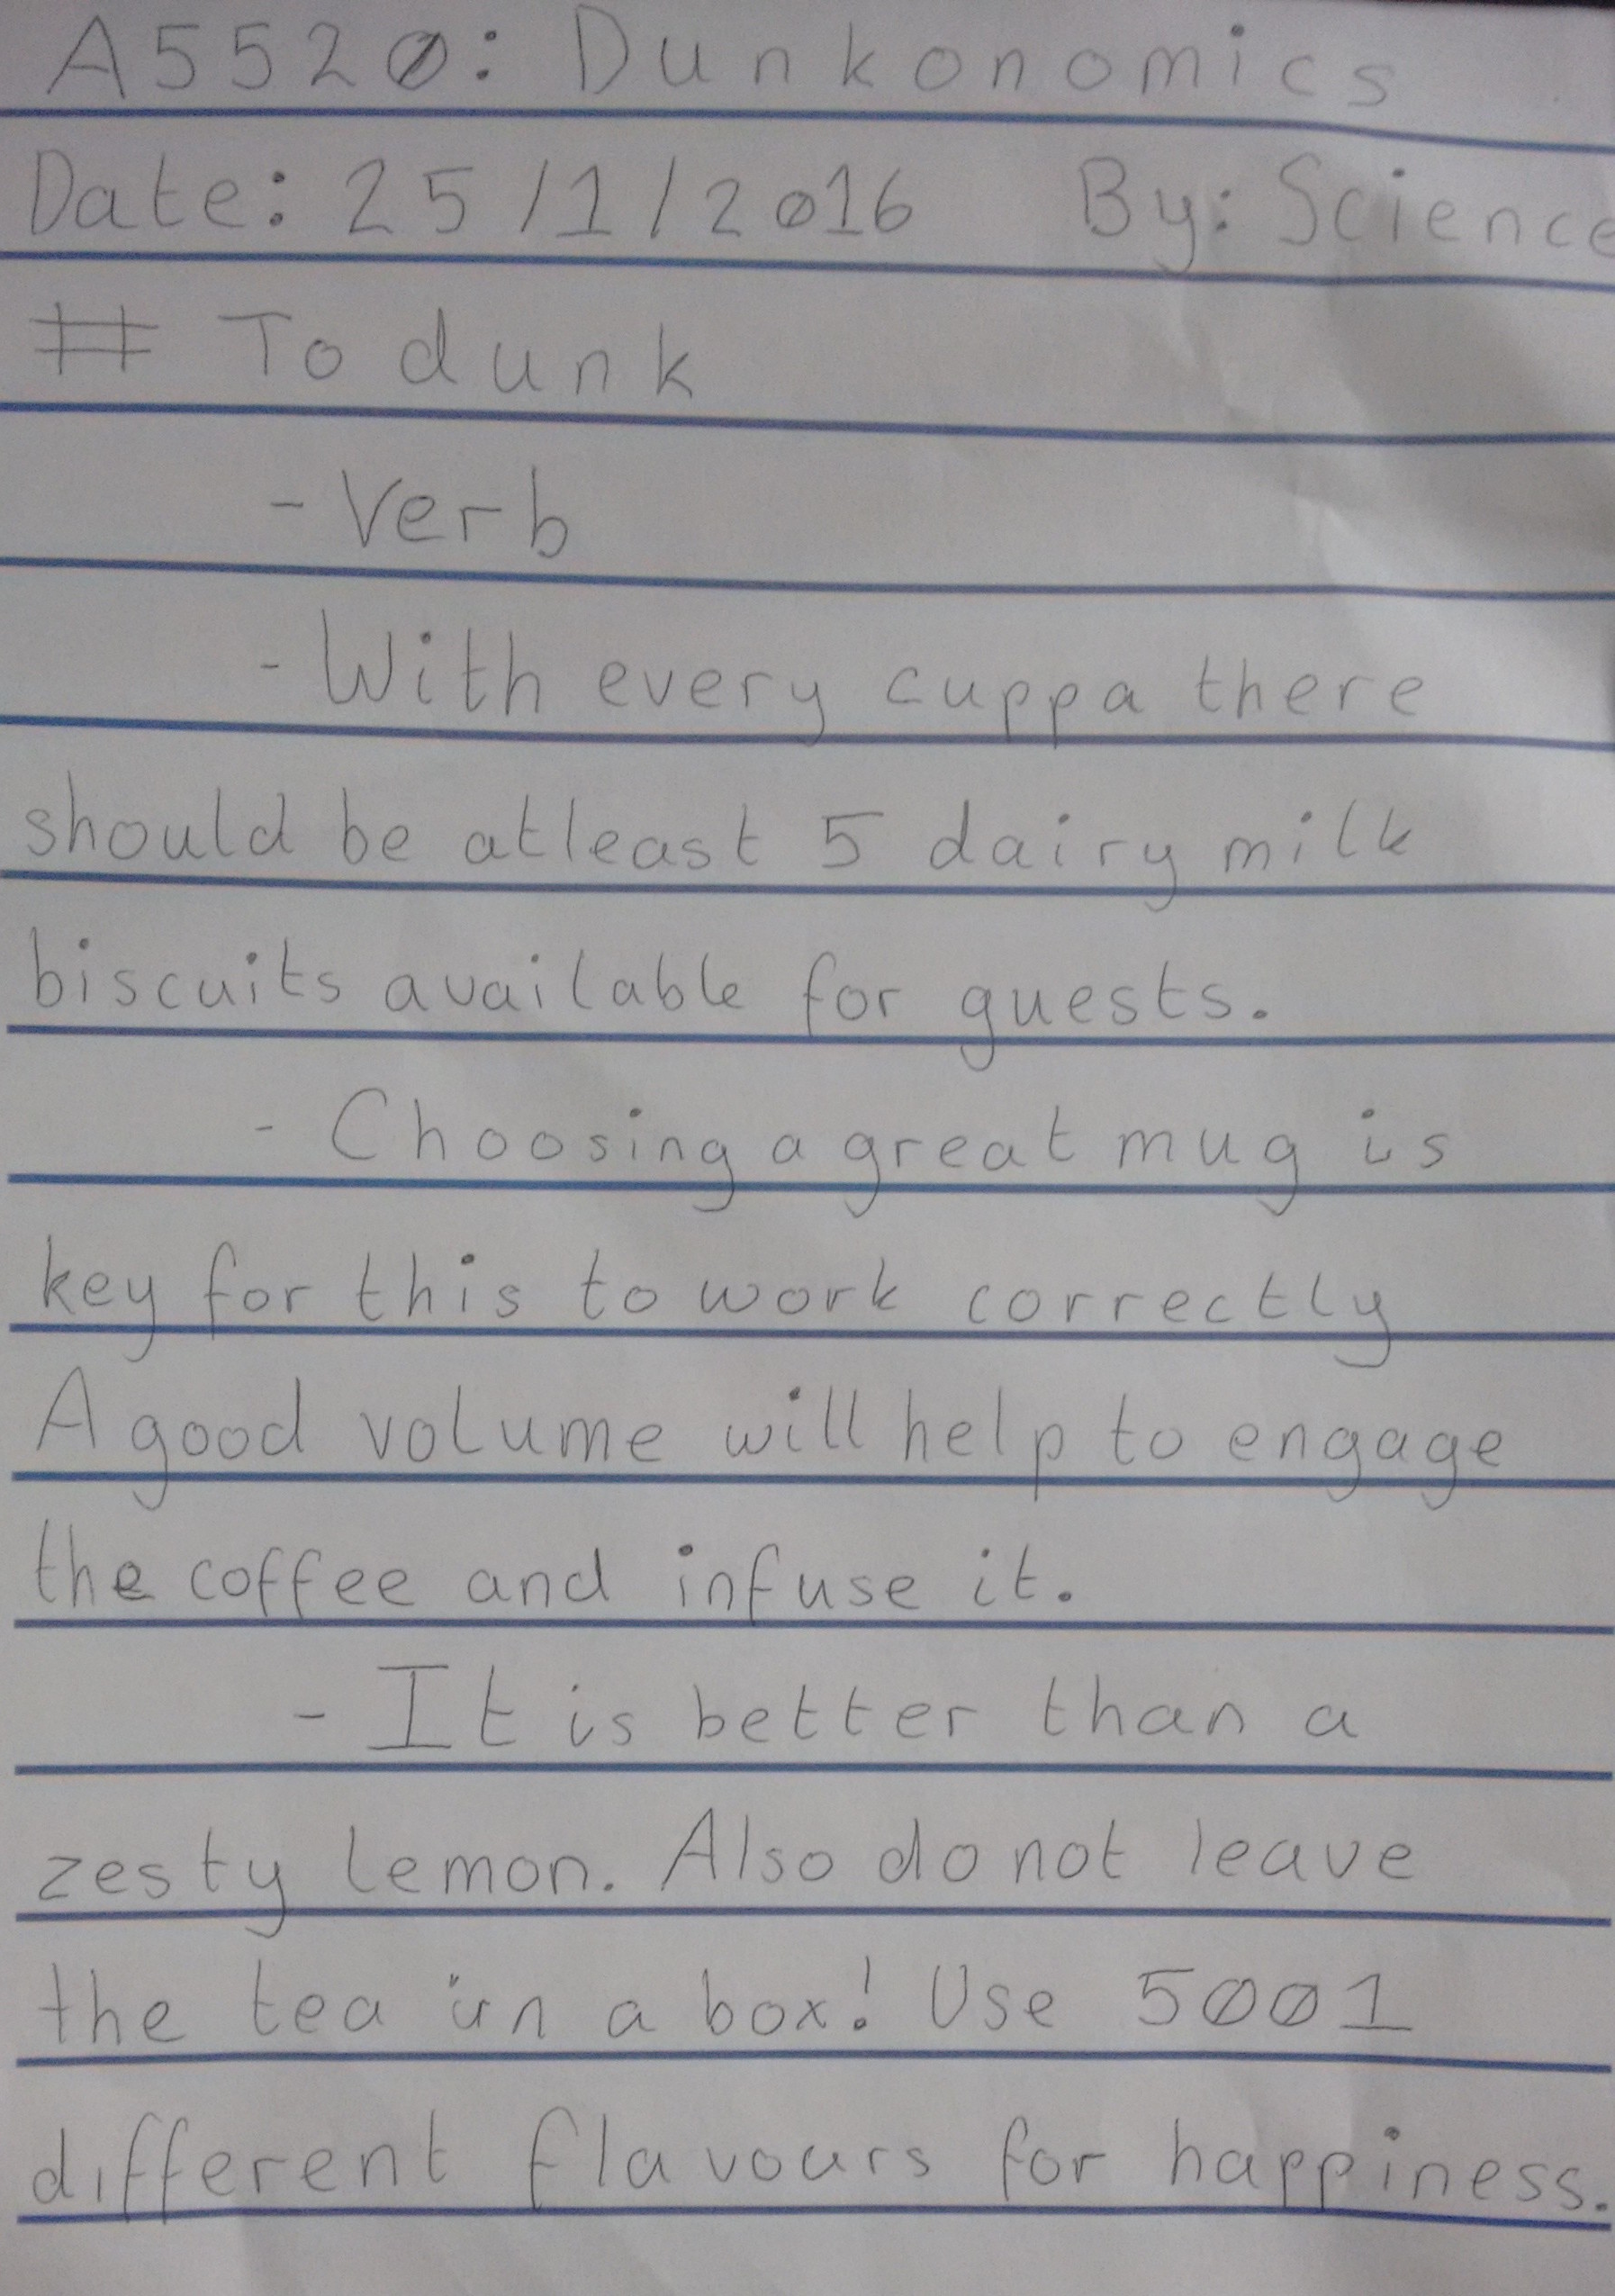 A5520: Dunkonomics
Date: 25/1/2016 By: Science
# To dunk
- Verb
- With every cuppa there
should be atleast 5 dairy milk
biscuits available for guests.
- Choosing a great mug is
key for this to work correctly
A good volume will help to engage
the coffee and infuse it.
- It is better than a
zesty lemon. Also do not leave
the tea in a box! Use 5001
different flavours for happiness.